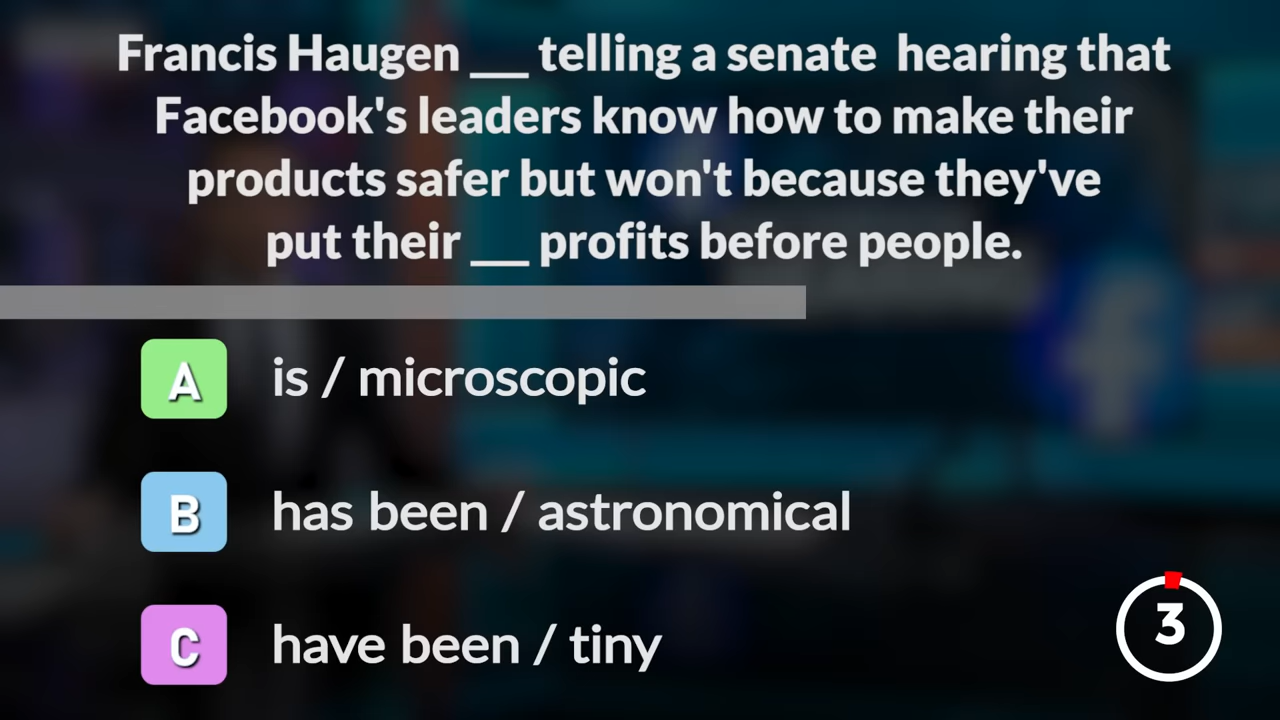 Francis Haugen ___ telling a senate hearing that
Facebook's leaders know how to make their
products safer but won't because they've
put their ___ profits before people.
A is / microscopic
B has been / astronomical
C have been / tiny
3